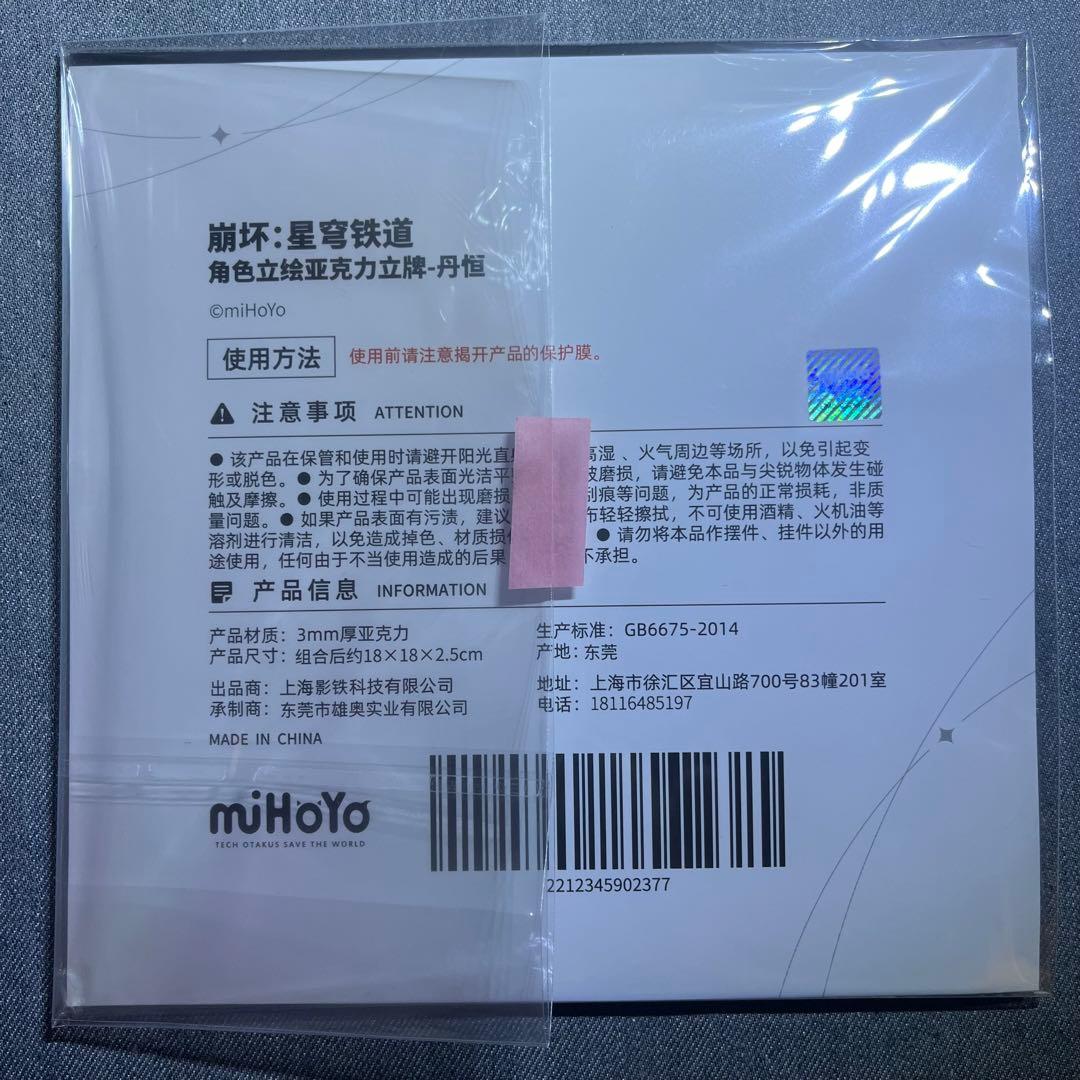 崩坏：星穹铁道
角色立绘亚克力立牌-丹恒
©miHoYo
使用方法 使用前请注意揭开产品的保护膜。
注意事项 ATTENTION
● 该产品在保管和使用时请避开阳光直 高湿 、火气周边等场所，以免引起变
形或脱色。● 为了确保产品表面光洁平 磨损，请避免本品与尖锐物体发生碰
触及摩擦。● 使用过程中可能出现磨损 刮痕等问题，为产品的正常损耗，非质
量问题。● 如果产品表面有污渍，建议 布轻轻擦拭，不可使用酒精、火机油等
溶剂进行清洁，以免造成掉色、材质损 ● 请勿将本品作摆件、挂件以外的用
途使用，任何由于不当使用造成的后果 不承担。
产品信息 INFORMATION
产品材质：3mm厚亚克力 生产标准：GB6675-2014
产品尺寸：组合后约18×18×2.5cm 产地：东莞
出品商：上海影铁科技有限公司 地址：上海市徐汇区宜山路700号83幢201室
承制商：东莞市雄奥实业有限公司 电话：18116485197
MADE IN CHINA
miHoYo
TECH OTAKUS SAVE THE WORLD
2212345902377